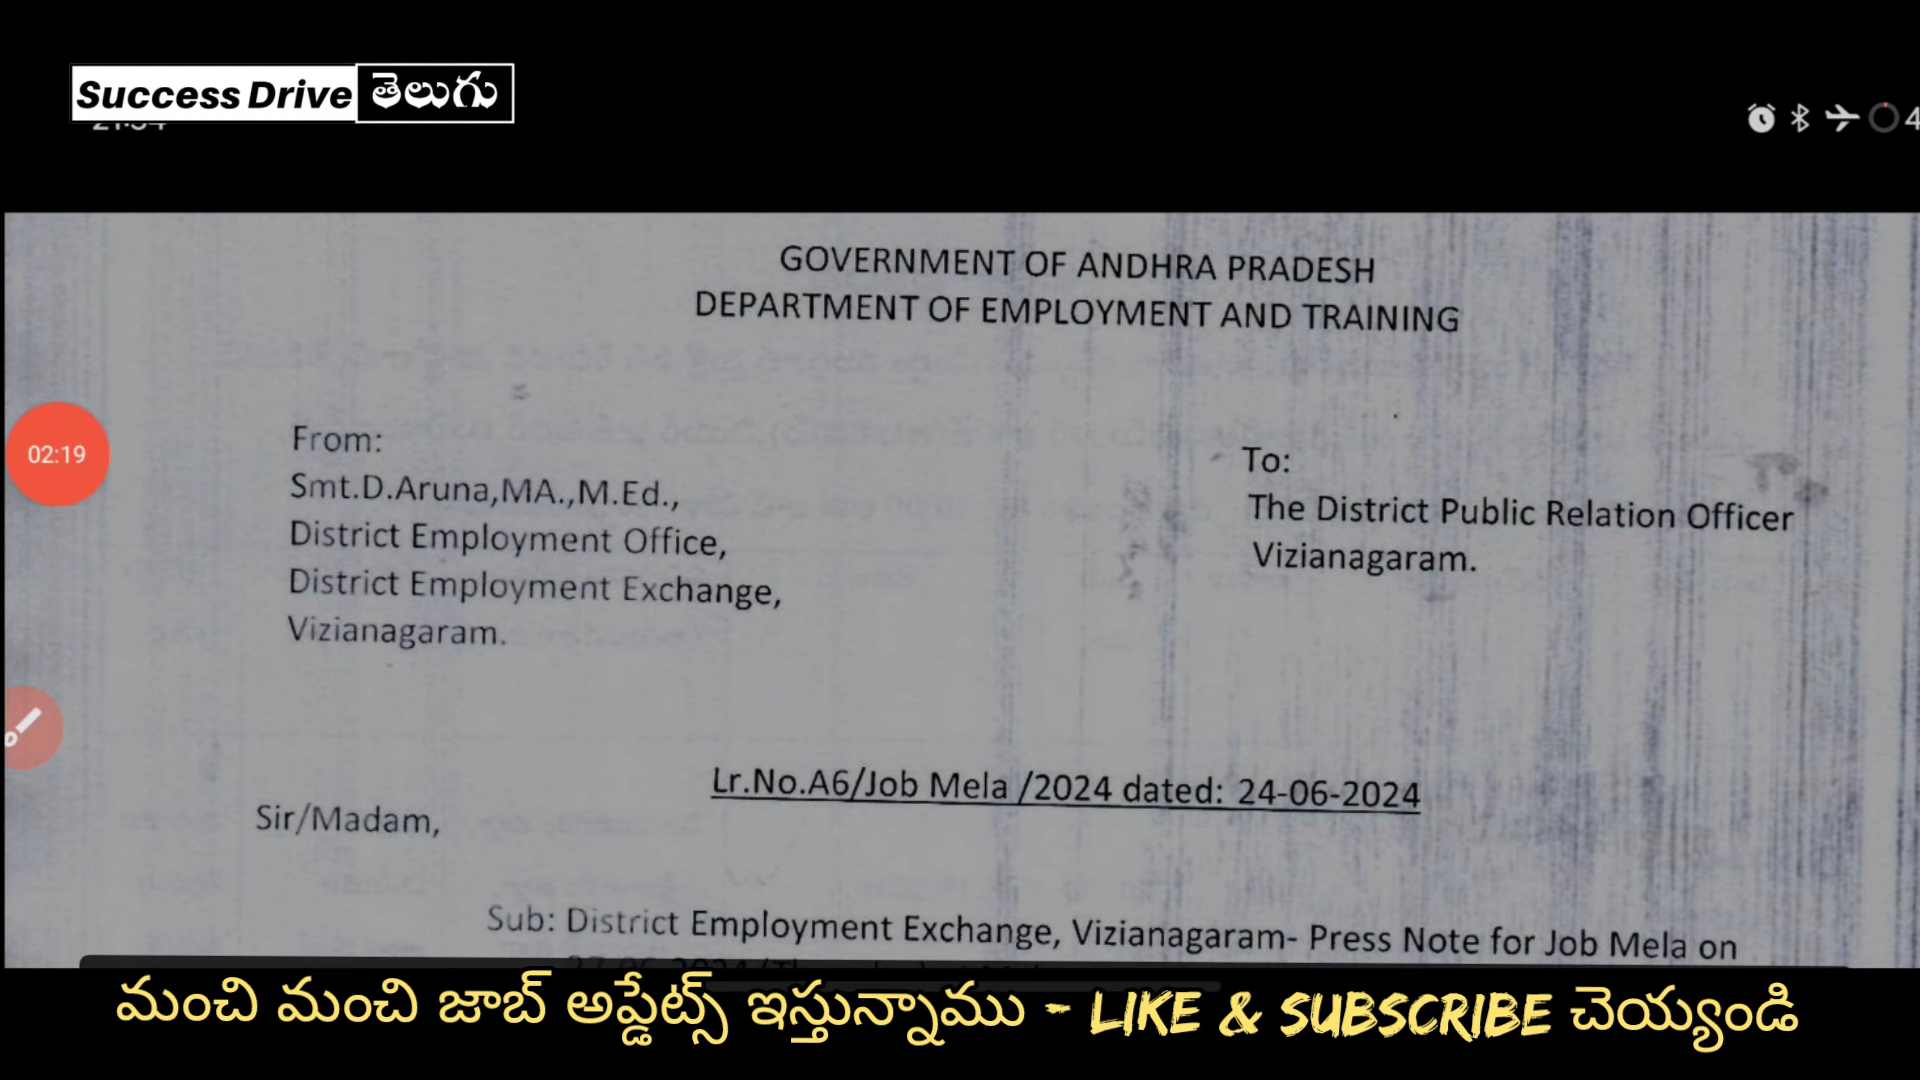 Success Drive తెలుగు
4
GOVERNMENT OF ANDHRA PRADESH
DEPARTMENT OF EMPLOYMENT AND TRAINING
From:
Smt.D.Aruna,MA.,M.Ed.,
District Employment Office,
District Employment Exchange,
Vizianagaram.
To:
The District Public Relation Officer
Vizianagaram.
02:19
Lr.No.A6/Job Mela /2024 dated: 24-06-2024
Sir/Madam,
Sub: District Employment Exchange, Vizianagaram- Press Note for Job Mela on
మంచి మంచి జాబ్ అప్డేట్స్ ఇస్తున్నాము - LIKE & SUBSCRIBE చెయ్యండి